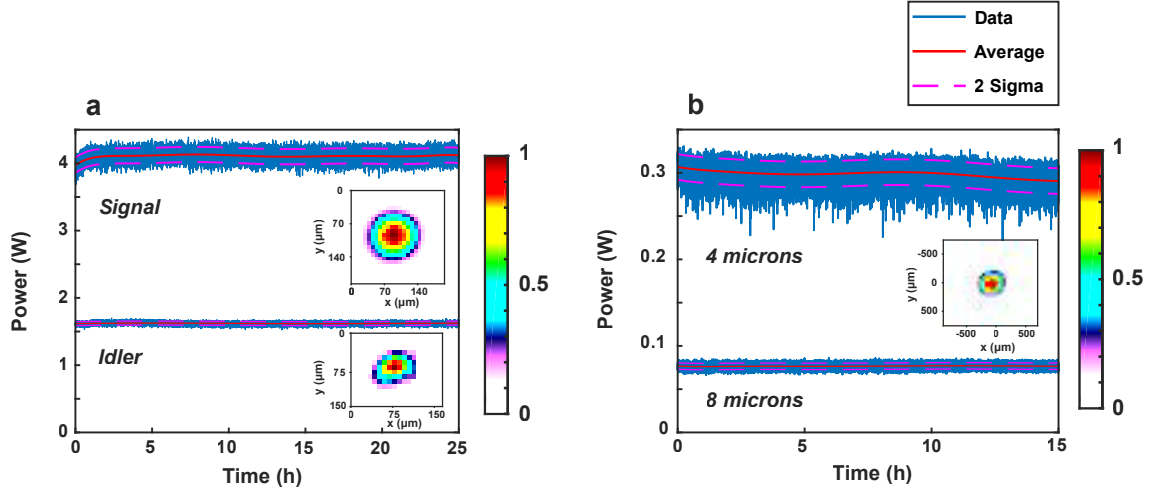 Data
Average
2 Sigma
a
Power (W)
4
3
2
1
0
Signal
Idler
0
5
10
15
20
25
Time (h)
0
70
140
y (µm)
70
140
x (µm)
0
75
150
y (µm)
0
75
150
x (µm)
1
0.5
0
b
Power (W)
0.3
0.2
0.1
0
4 microns
8 microns
0
5
10
15
Time (h)
-500
0
500
y (µm)
-500
0
500
x (µm)
1
0.5
0